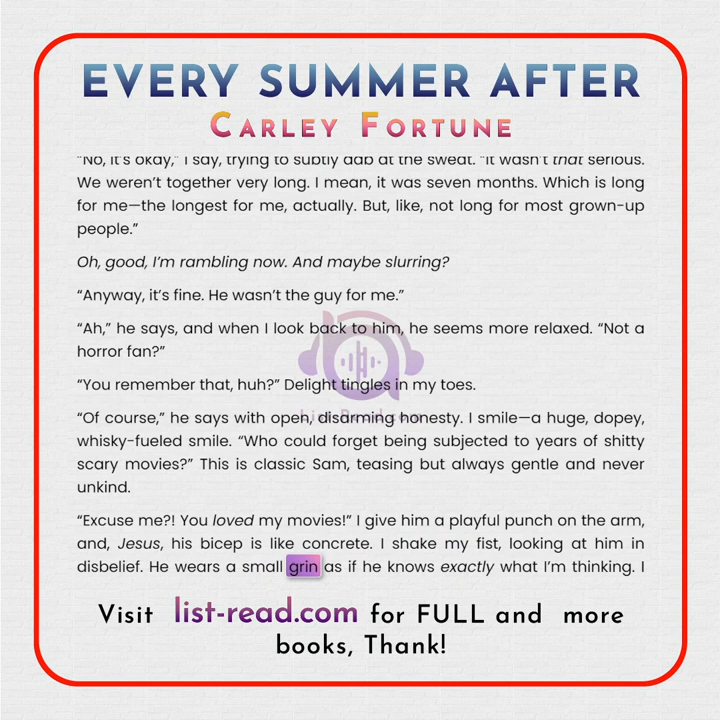 EVERY SUMMER AFTER
CARLEY FORTUNE
“No, it’s okay,” I say, trying to subtly dab at the sweat. “It wasn’t that serious.
We weren’t together very long. I mean, it was seven months. Which is long
for me—the longest for me, actually. But, like, not long for most grown-up
people.”
Oh, good, I’m rambling now. And maybe slurring?
“Anyway, it’s fine. He wasn’t the guy for me.”
“Ah,” he says, and when I look back to him, he seems more relaxed. “Not a
horror fan?”
“You remember that, huh?” Delight tingles in my toes.
“Of course,” he says with open, disarming honesty. I smile—a huge, dopey,
List-Read.com
whisky-fueled smile. “Who could forget being subjected to years of shitty
scary movies?” This is classic Sam, teasing but always gentle and never
unkind.
“Excuse me?! You loved my movies!” I give him a playful punch on the arm,
and, Jesus, his bicep is like concrete. I shake my fist, looking at him in
disbelief. He wears a small grin as if he knows exactly what I’m thinking. I
Visit list-read.com for FULL and more
books, Thank!